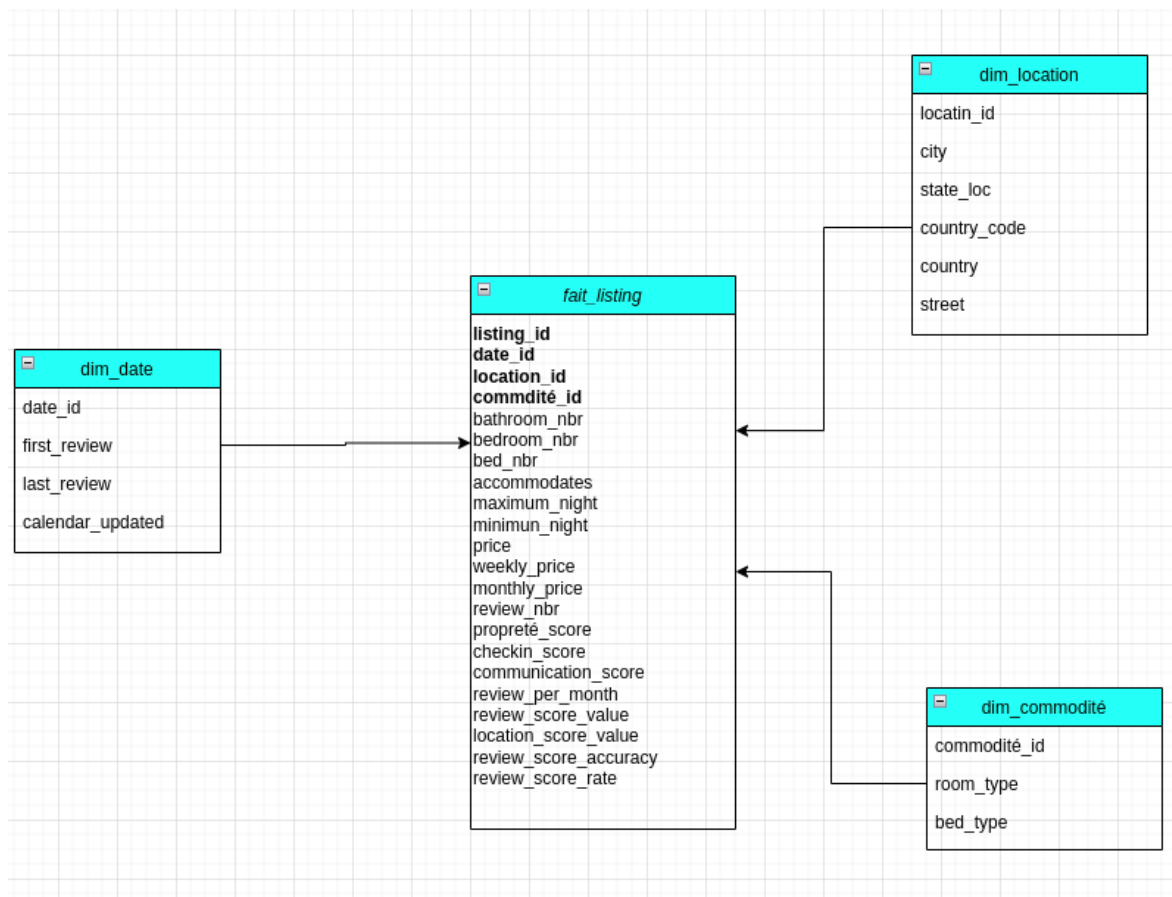 dim_location
locatin_id
city
state_loc
country_code
country
street
fait_listing
listing_id
date_id
location_id
commdité_id
bathroom_nbr
bedroom_nbr
bed_nbr
accommodates
maximum_night
minimun_night
price
weekly_price
monthly_price
review_nbr
propreté_score
checkin_score
communication_score
review_per_month
review_score_value
location_score_value
review_score_accuracy
review_score_rate
dim_date
date_id
first_review
last_review
calendar_updated
dim_commodité
commodité_id
room_type
bed_type